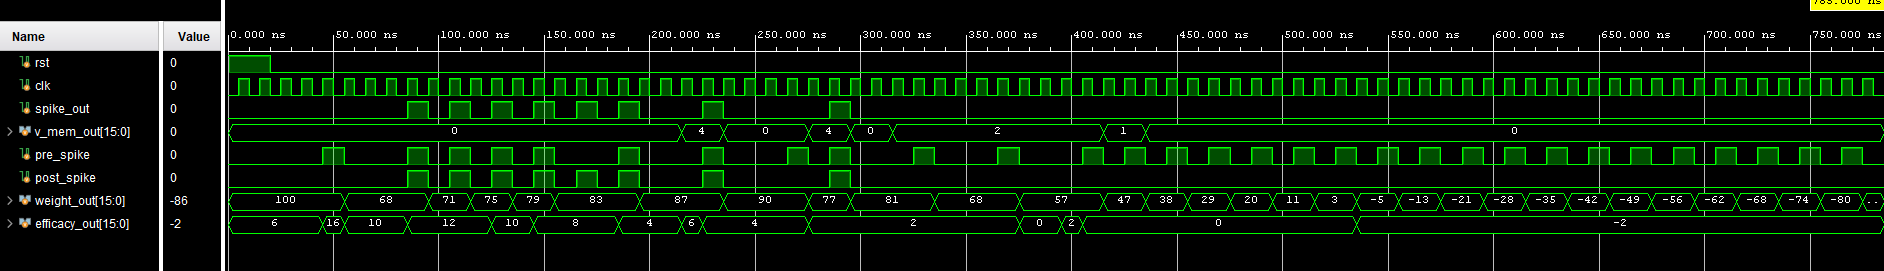 785.000 ns
Name Value 0.000 ns 50.000 ns 100.000 ns 150.000 ns 200.000 ns 250.000 ns 300.000 ns 350.000 ns 400.000 ns 450.000 ns 500.000 ns 550.000 ns 600.000 ns 650.000 ns 700.000 ns 750.000 ns
rst 0
clk 0
spike_out 0
v_mem_out[15:0] 0 0 4 0 4 0 2 1 0
pre_spike 0
post_spike 0
weight_out[15:0] -86 100 68 71 75 79 83 87 90 77 81 68 57 47 38 29 20 11 3 -5 -13 -21 -28 -35 -42 -49 -56 -62 -68 -74 -80 ..
efficacy_out[15:0] -2 6 16 10 12 10 8 4 6 4 2 0 2 0 -2